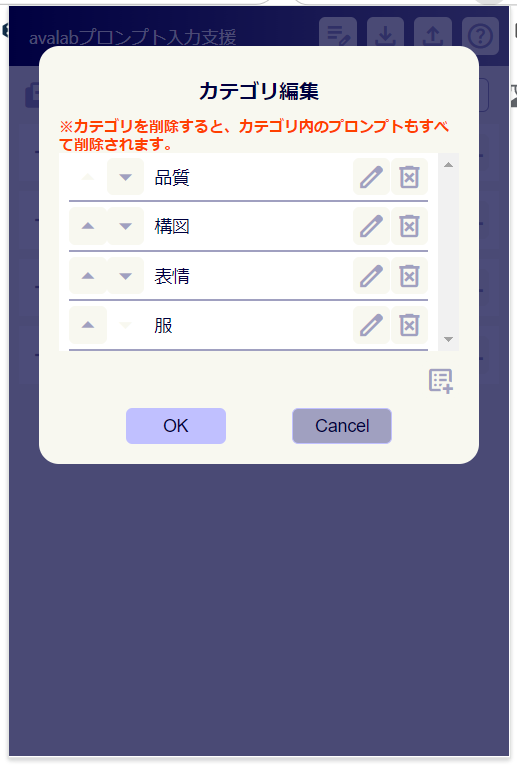 avalabプロンプト入力支援
カテゴリ編集
※カテゴリを削除すると、カテゴリ内のプロンプトもすべ
て削除されます。
品質
構図
表情
服
OK
Cancel